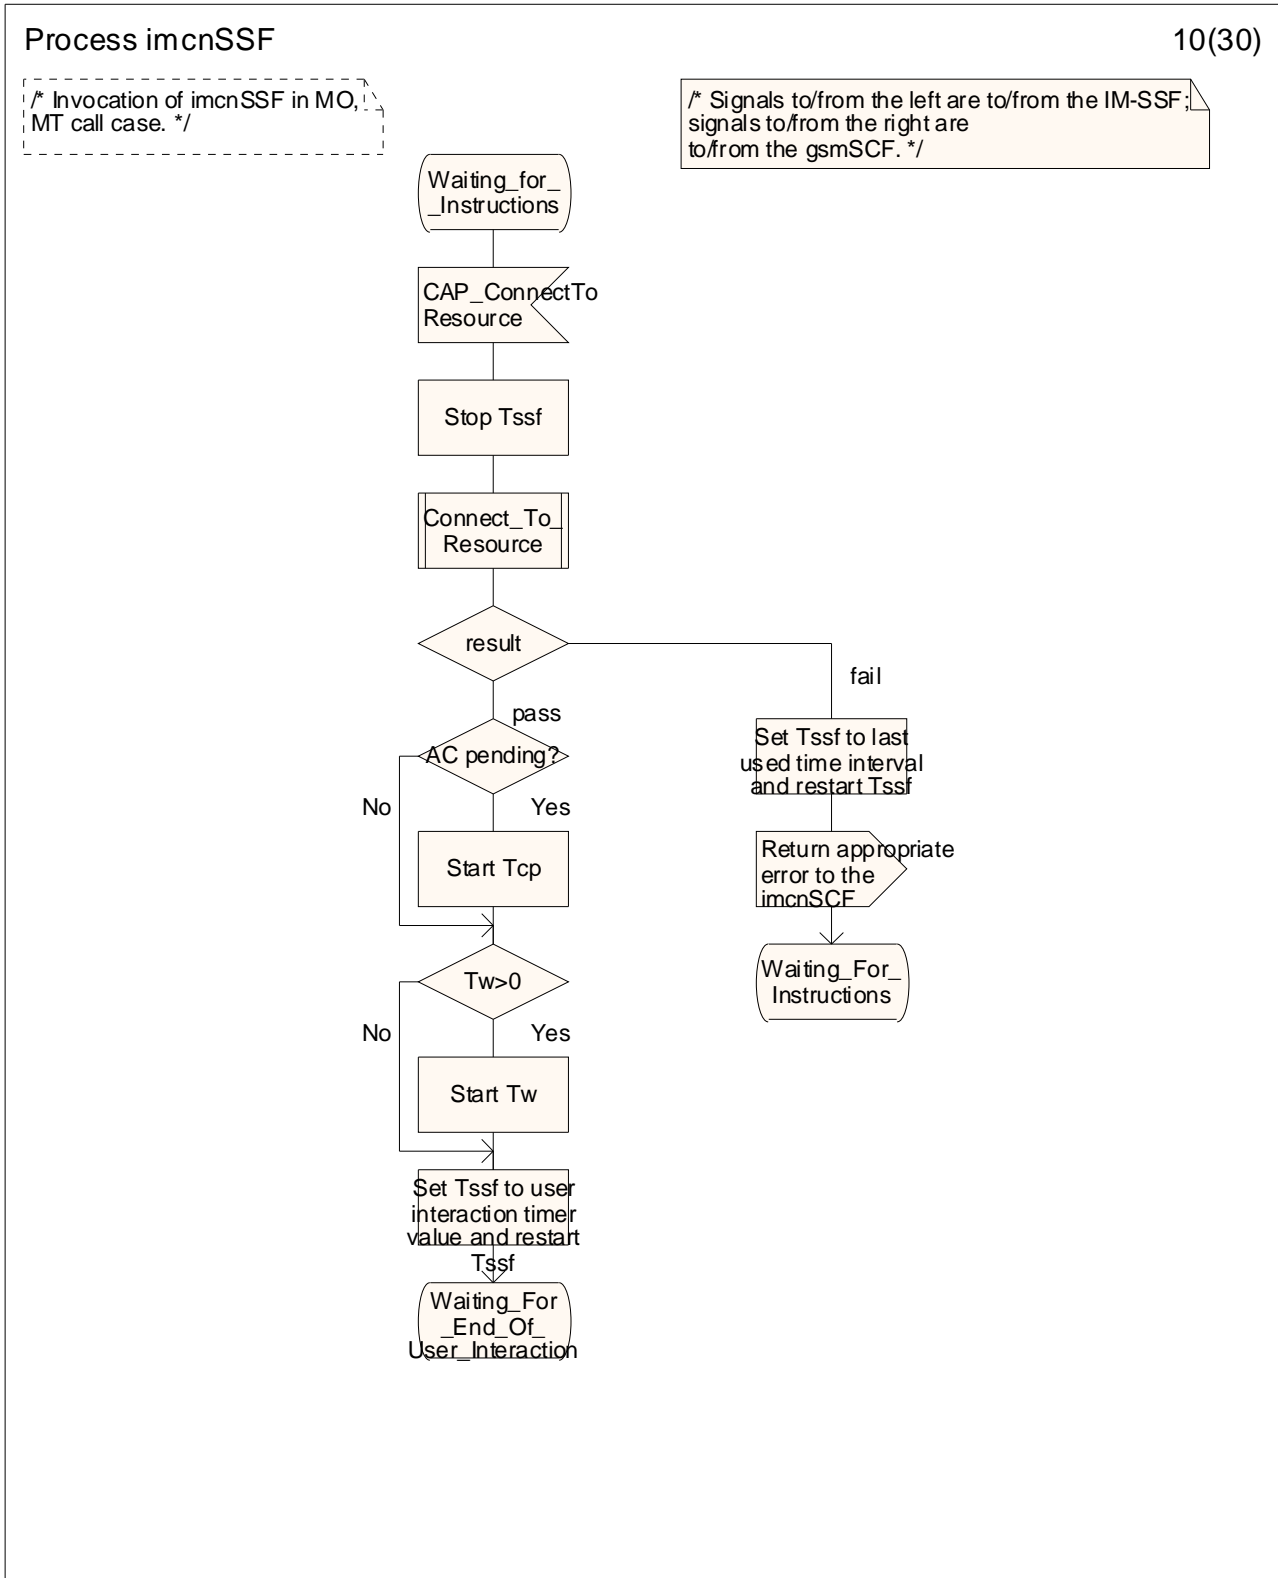 Process imcnSSF
10(30)
/* Invocation of imcnSSF in MO,
MT call case. */
/* Signals to/from the left are to/from the IM-SSF;
signals to/from the right are
to/from the gsmSCF. */
Waiting_for_
_Instructions
CAP_ConnectTo
Resource
Stop Tssf
Connect_To_
Resource
result
fail
pass
AC pending?
Set Tssf to last
used time interval
and restart Tssf
No
Yes
Start Tcp
Return appropriate
error to the
imcnSCF
Tw>0
Waiting_For_
Instructions
No
Yes
Start Tw
Set Tssf to user
interaction timer
value and restart
Tssf
Waiting_For
_End_Of_
User_Interaction